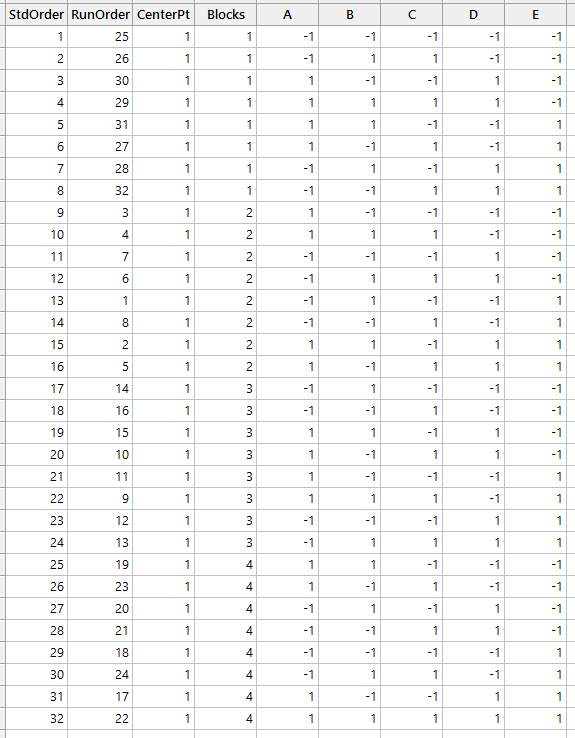 StdOrder RunOrder CenterPt Blocks A B C D E
1 25 1 1 -1 -1 -1 -1 -1
2 26 1 1 -1 1 1 -1 -1
3 30 1 1 1 -1 -1 1 -1
4 29 1 1 1 1 1 1 -1
5 31 1 1 1 1 -1 -1 1
6 27 1 1 1 -1 1 -1 1
7 28 1 1 -1 1 -1 1 1
8 32 1 1 -1 -1 1 1 1
9 3 1 2 1 -1 -1 -1 -1
10 4 1 2 1 1 1 -1 -1
11 7 1 2 -1 -1 -1 1 -1
12 6 1 2 -1 1 1 1 -1
13 1 1 2 -1 1 -1 -1 1
14 8 1 2 -1 -1 1 -1 1
15 2 1 2 1 1 -1 1 1
16 5 1 2 1 -1 1 1 1
17 14 1 3 -1 1 -1 -1 -1
18 16 1 3 -1 -1 1 -1 -1
19 15 1 3 1 1 -1 1 -1
20 10 1 3 1 -1 1 1 -1
21 11 1 3 1 -1 -1 -1 1
22 9 1 3 1 1 1 -1 1
23 12 1 3 -1 -1 -1 1 1
24 13 1 3 -1 1 1 1 1
25 19 1 4 1 1 -1 -1 -1
26 23 1 4 1 -1 1 -1 -1
27 20 1 4 -1 1 -1 1 -1
28 21 1 4 -1 -1 1 1 -1
29 18 1 4 -1 -1 -1 -1 1
30 24 1 4 -1 1 1 -1 1
31 17 1 4 1 -1 -1 1 1
32 22 1 4 1 1 1 1 1